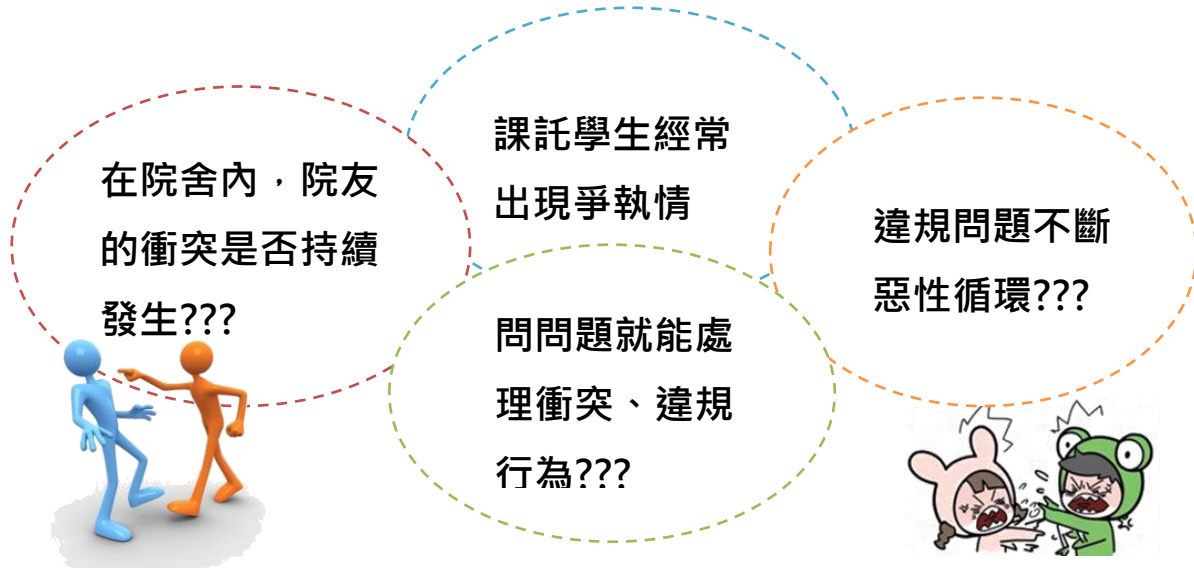 在院舍內，院友
的衝突是否持續
發生???
課託學生經常
出現爭執情
問問題就能處
理衝突、違規
行為???
違規問題不斷
惡性循環???